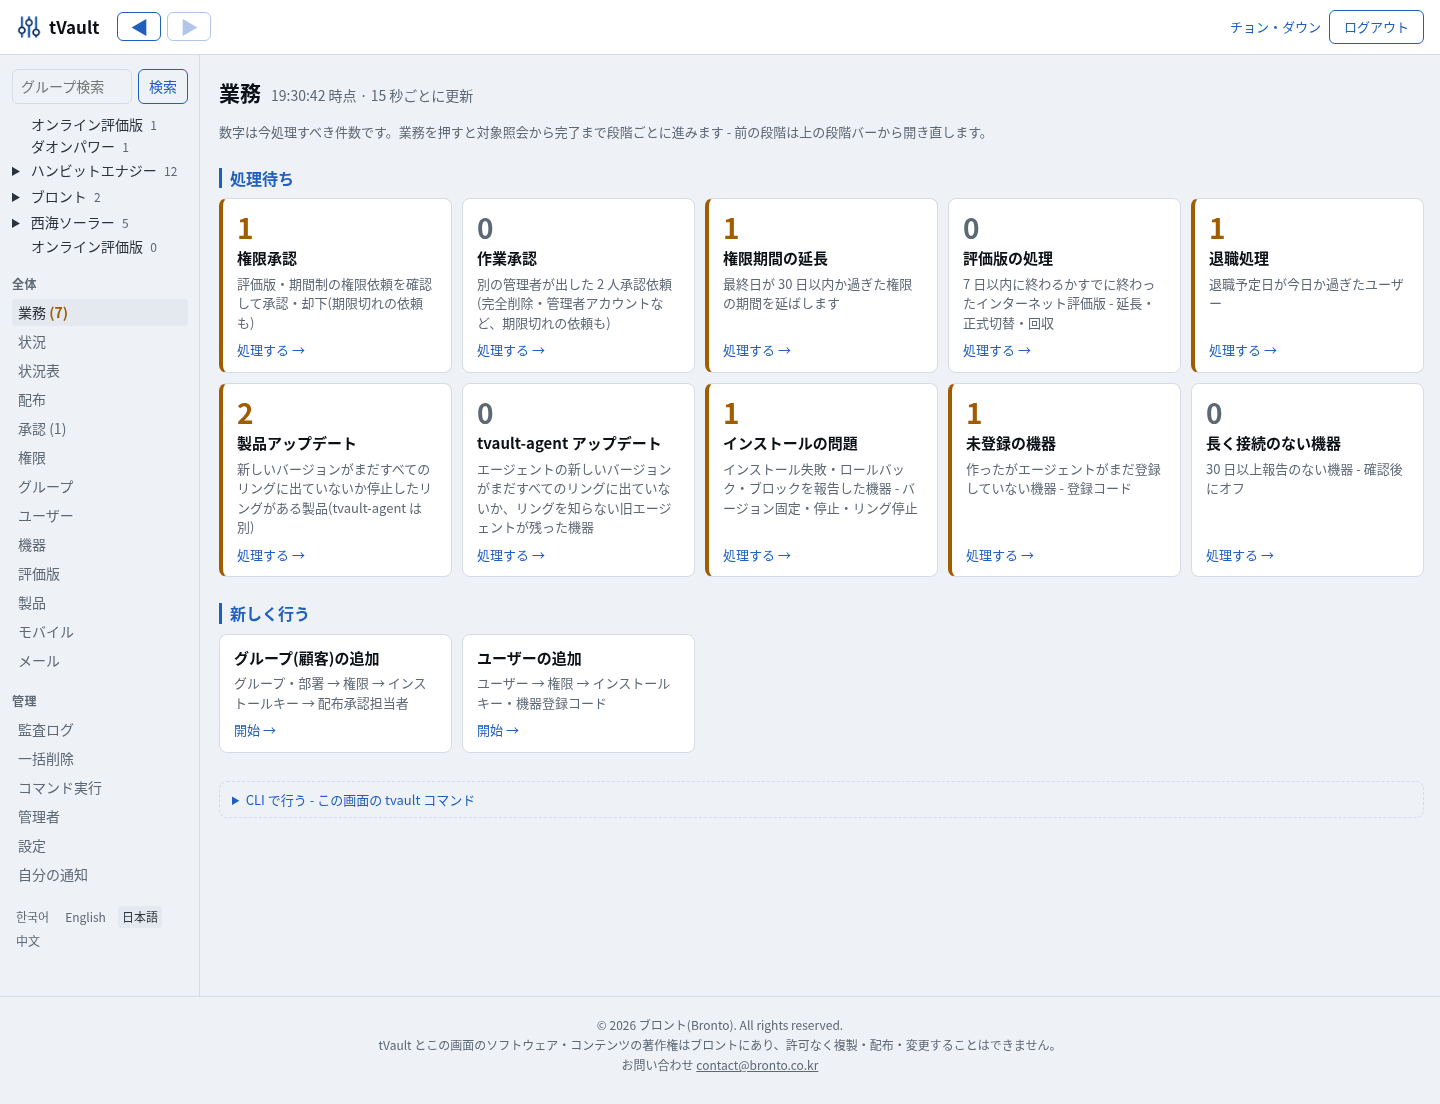 tVault
◀
▶
チョン・ダウン
ログアウト
グループ検索
検索
オンライン評価版 1
ダオンパワー 1
▶ ハンビットエナジー 12
▶ ブロント 2
▶ 西海ソーラー 5
オンライン評価版 0
全体
業務 (7)
状況
状況表
配布
承認 (1)
権限
グループ
ユーザー
機器
評価版
製品
モバイル
メール
管理
監査ログ
一括削除
コマンド実行
管理者
設定
自分の通知
한국어 English 日本語
中文
業務 19:30:42 時点 · 15 秒ごとに更新
数字は今処理すべき件数です。業務を押すと対象照会から完了まで段階ごとに進みます - 前の段階は上の段階バーから開き直します。
処理待ち
1
権限承認
評価版・期間制の権限依頼を確認
して承認・却下(期限切れの依頼
も)
処理する →
0
作業承認
別の管理者が出した 2 人承認依頼
(完全削除・管理者アカウントな
ど、期限切れの依頼も)
処理する →
1
権限期間の延長
最終日が 30 日以内か過ぎた権限
の期間を延ばします
処理する →
0
評価版の処理
7 日以内に終わるかすでに終わっ
たインターネット評価版 - 延長・
正式切替・回収
処理する →
1
退職処理
退職予定日が今日か過ぎたユーザ
ー
処理する →
2
製品アップデート
新しいバージョンがまだすべての
リングに出ていないか停止したリ
ングがある製品(tvault-agent は
別)
処理する →
0
tvault-agent アップデート
エージェントの新しいバージョン
がまだすべてのリングに出ていな
いか、リングを知らない旧エージ
ェントが残った機器
処理する →
1
インストールの問題
インストール失敗・ロールバッ
ク・ブロックを報告した機器 - バ
ージョン固定・停止・リング停止
処理する →
1
未登録の機器
作ったがエージェントがまだ登録
していない機器 - 登録コード
処理する →
0
長く接続のない機器
30 日以上報告のない機器 - 確認後
にオフ
処理する →
新しく行う
グループ(顧客)の追加
グループ・部署 → 権限 → インス
トールキー → 配布承認担当者
開始 →
ユーザーの追加
ユーザー → 権限 → インストール
キー・機器登録コード
開始 →
▶ CLI で行う - この画面の tvault コマンド
© 2026 ブロント(Bronto). All rights reserved.
tVault とこの画面のソフトウェア・コンテンツの著作権はブロントにあり、許可なく複製・配布・変更することはできません。
お問い合わせ contact@bronto.co.kr